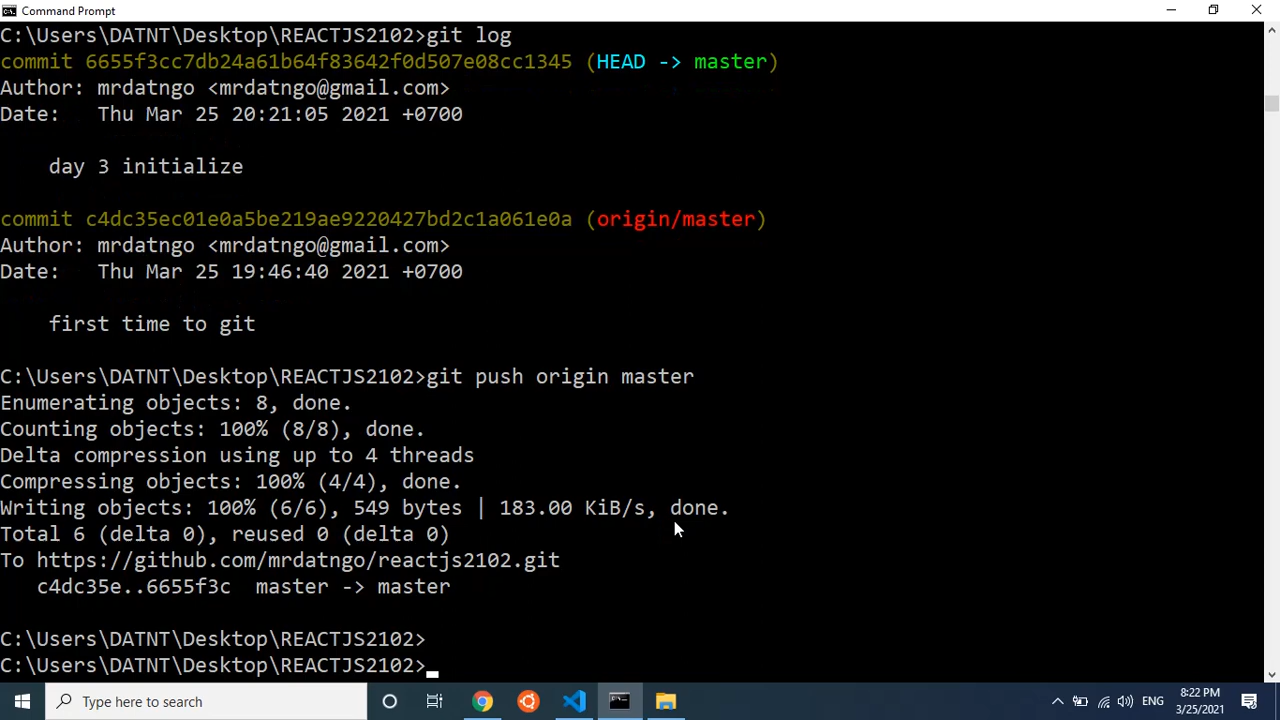 Command Prompt
C:\Users\DATNT\Desktop\REACTJS2102>git log
commit 6655f3cc7db24a61b64f83642f0d507e08cc1345 (HEAD -> master)
Author: mrdatngo <mrdatngo@gmail.com>
Date:   Thu Mar 25 20:21:05 2021 +0700
day 3 initialize
commit c4dc35ec01e0a5be219ae9220427bd2c1a061e0a (origin/master)
Author: mrdatngo <mrdatngo@gmail.com>
Date:   Thu Mar 25 19:46:40 2021 +0700
first time to git
C:\Users\DATNT\Desktop\REACTJS2102>git push origin master
Enumerating objects: 8, done.
Counting objects: 100% (8/8), done.
Delta compression using up to 4 threads
Compressing objects: 100% (4/4), done.
Writing objects: 100% (6/6), 549 bytes | 183.00 KiB/s, done.
Total 6 (delta 0), reused 0 (delta 0)
To https://github.com/mrdatngo/reactjs2102.git
c4dc35e..6655f3c  master -> master
C:\Users\DATNT\Desktop\REACTJS2102>
C:\Users\DATNT\Desktop\REACTJS2102>
Type here to search
ENG
8:22 PM
3/25/2021